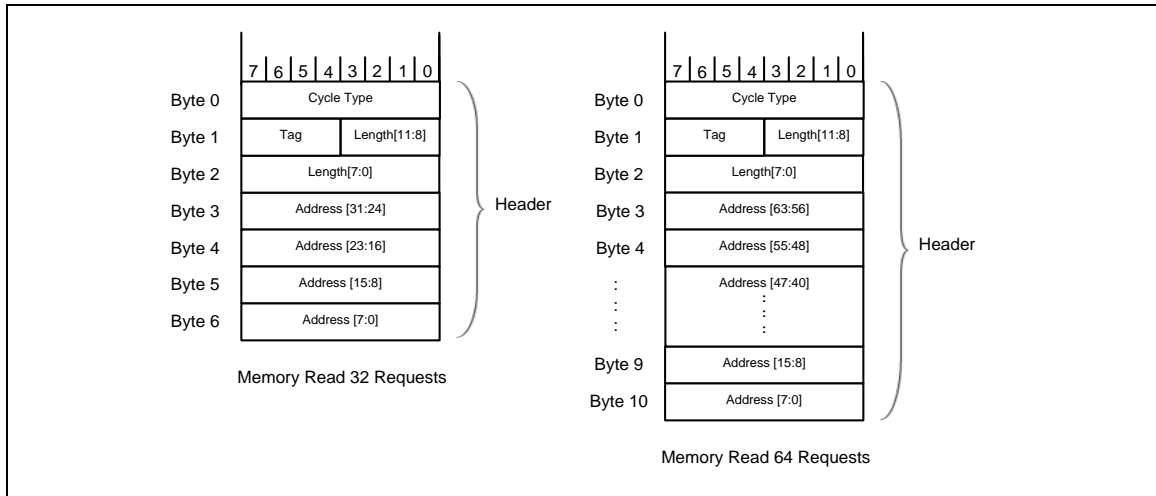 7 6 5 4 3 2 1 0
Byte 0 Cycle Type
Byte 1 Tag Length[11:8]
Byte 2 Length[7:0]
Byte 3 Address [31:24]
Byte 4 Address [23:16]
Byte 5 Address [15:8]
Byte 6 Address [7:0]
Header
Memory Read 32 Requests
7 6 5 4 3 2 1 0
Byte 0 Cycle Type
Byte 1 Tag Length[11:8]
Byte 2 Length[7:0]
Byte 3 Address [63:56]
Byte 4 Address [55:48]
Address [47:40]
Byte 9 Address [15:8]
Byte 10 Address [7:0]
Header
Memory Read 64 Requests